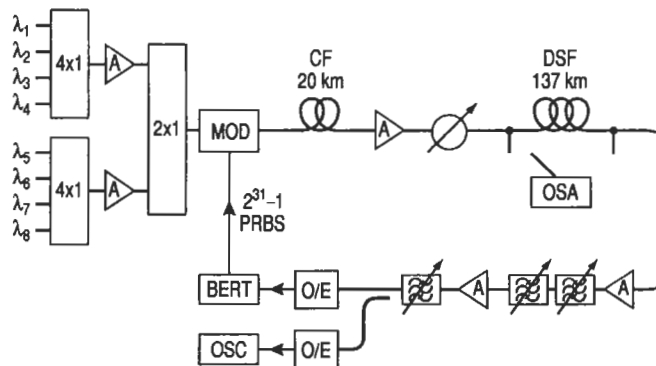 λ1
λ2
λ3
λ4
4x1
A
λ5
λ6
λ7
λ8
4x1
A
2x1
MOD
2^31–1
PRBS
CF
20 km
A
DSF
137 km
OSA
A
A
O/E
BERT
O/E
OSC